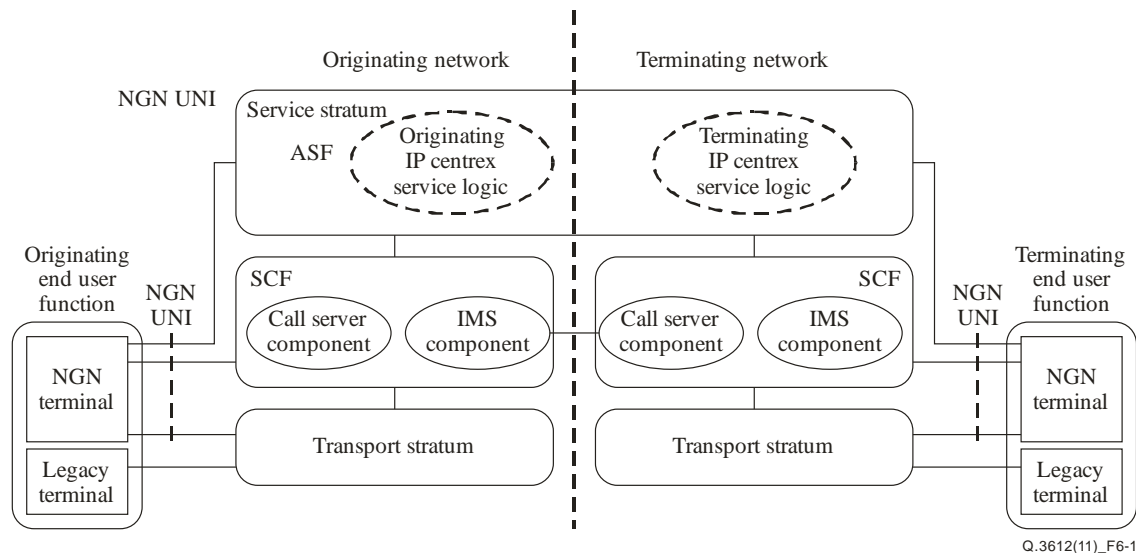 Originating network
Terminating network
NGN UNI
Service stratum
ASF
Originating
IP centrex
service logic
Terminating
IP centrex
service logic
Originating
end user
function
NGN
UNI
SCF
Call server
component
IMS
component
SCF
Call server
component
IMS
component
NGN
UNI
Terminating
end user
function
NGN
terminal
Legacy
terminal
Transport stratum
Transport stratum
NGN
terminal
Legacy
terminal
Q.3612(11)_F6-1